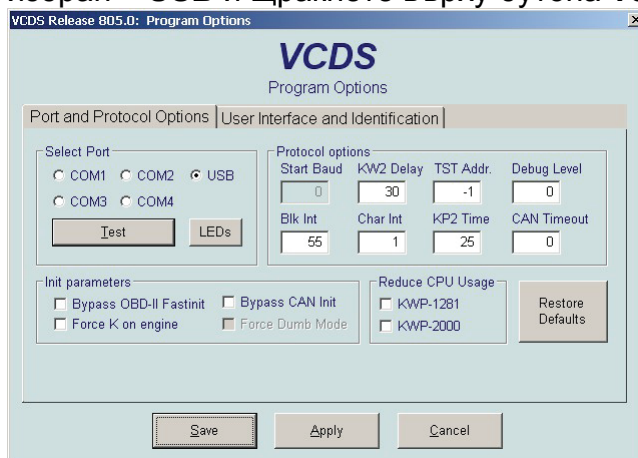 VCDS Release 805.0: Program Options
VCDS
Program Options
Port and Protocol Options User Interface and Identification
Select Port
COM1 COM2 USB
COM3 COM4
Test LEDs
Protocol options
Start Baud KW2 Delay TST Addr. Debug Level
0 30 -1 0
Blk Int Char Int KP2 Time CAN Timeout
55 1 25 0
Init parameters
Bypass OBD-II Fastinit Bypass CAN Init
Force K on engine Force Dumb Mode
Reduce CPU Usage
KWP-1281
KWP-2000
Restore
Defaults
Save Apply Cancel